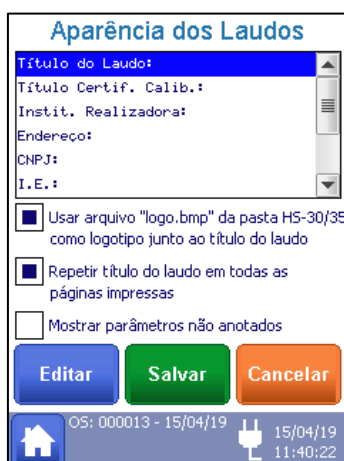 Aparência dos Laudos
Título do Laudo:
Título Certif. Calib.:
Instit. Realizadora:
Endereço:
CNPJ:
I.E.:
Usar arquivo "logo.bmp" da pasta HS-30/35
como logotipo junto ao título do laudo
Repetir título do laudo em todas as
páginas impressas
Mostrar parâmetros não anotados
Editar
Salvar
Cancelar
OS: 000013 - 15/04/19
15/04/19
11:40:22